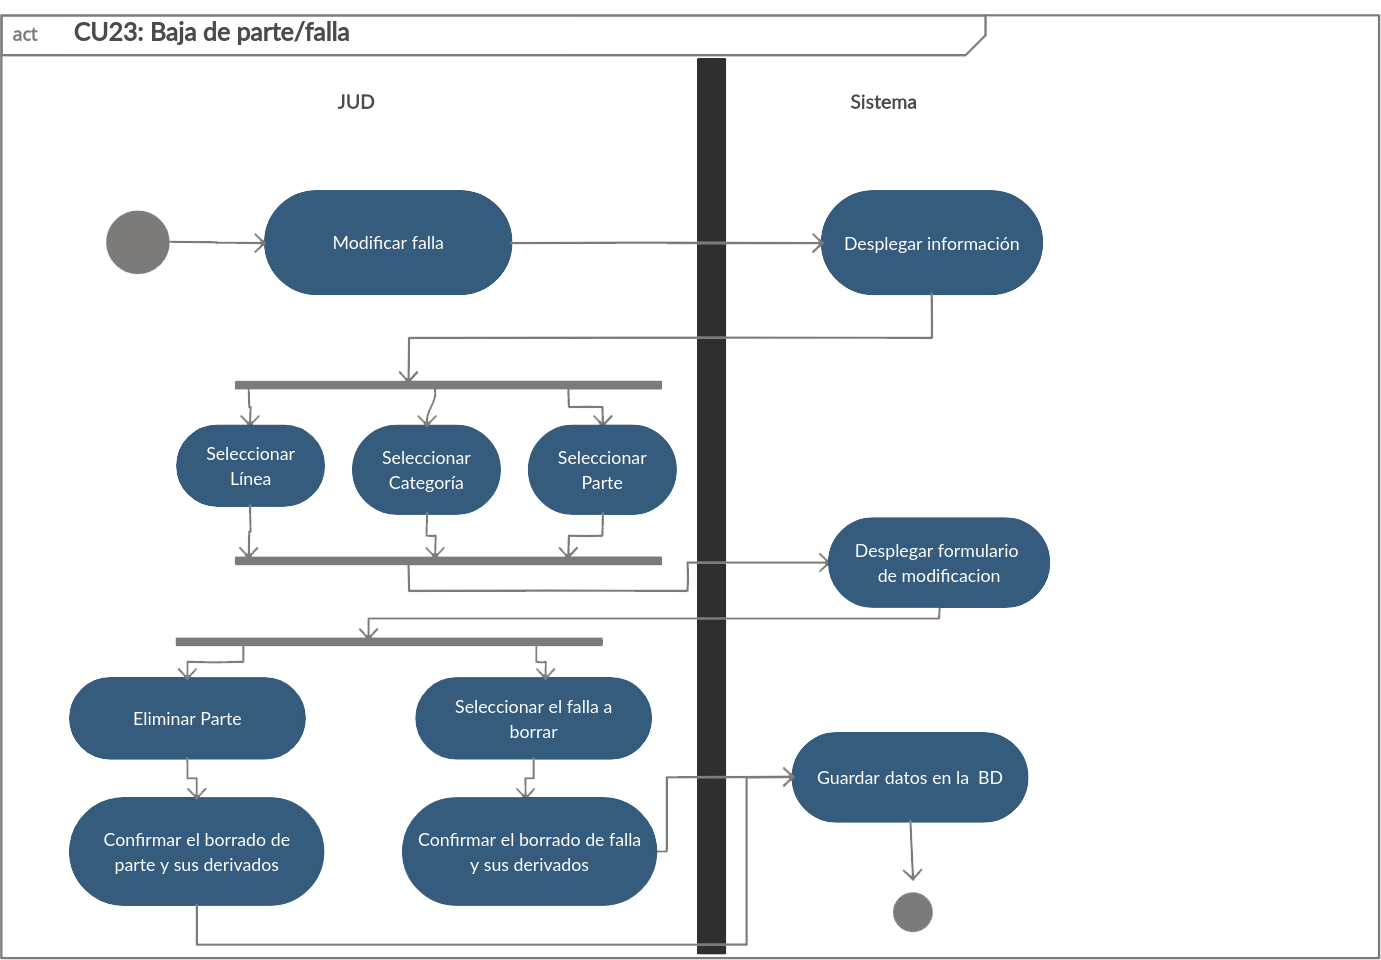 act
CU23: Baja de parte/falla
JUD
Sistema
Modificar falla
Desplegar información
Seleccionar
Línea
Seleccionar
Categoría
Seleccionar
Parte
Desplegar formulario
de modificacion
Eliminar Parte
Seleccionar el falla a
borrar
Guardar datos en la  BD
Confirmar el borrado de
parte y sus derivados
Confirmar el borrado de falla
y sus derivados